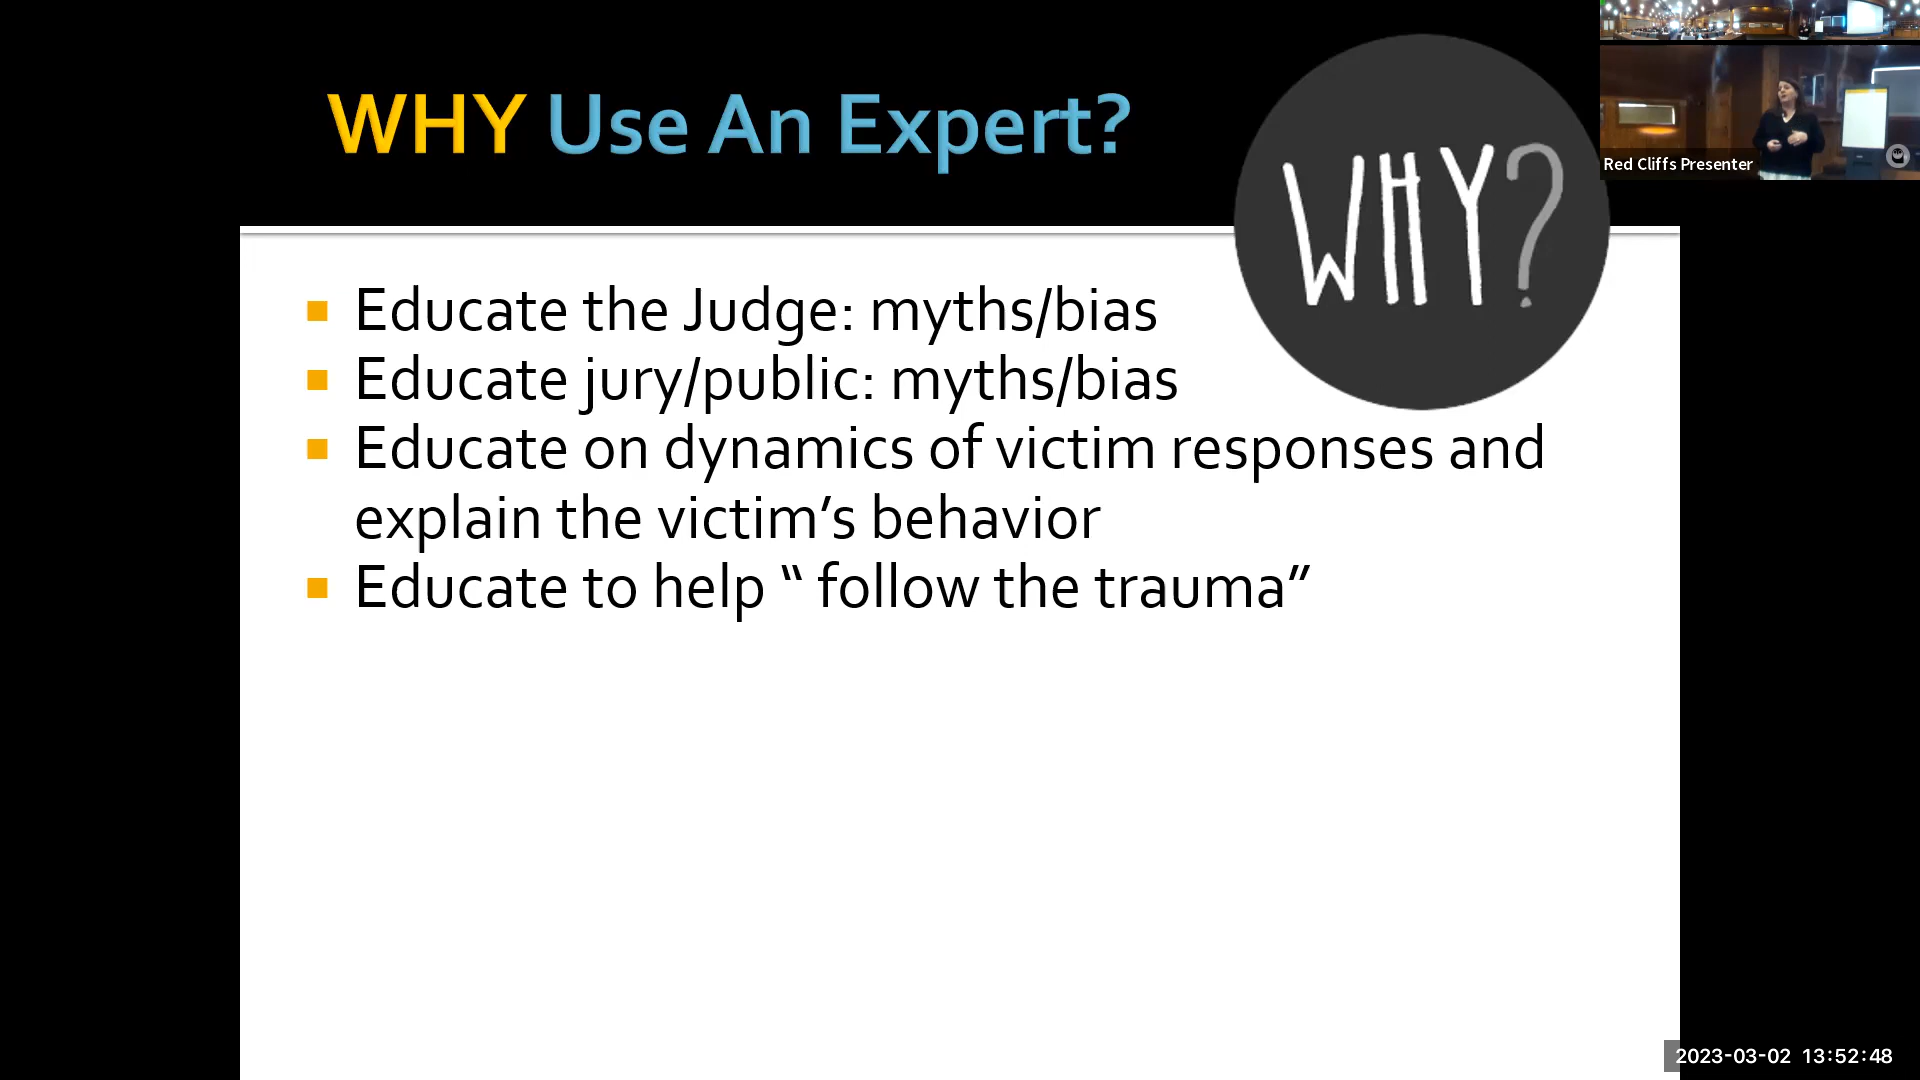 WHY Use An Expert?
WHY?
Red Cliffs Presenter
Educate the Judge: myths/bias
Educate jury/public: myths/bias
Educate on dynamics of victim responses and
explain the victim’s behavior
Educate to help “ follow the trauma”
2023-03-02 13:52:48